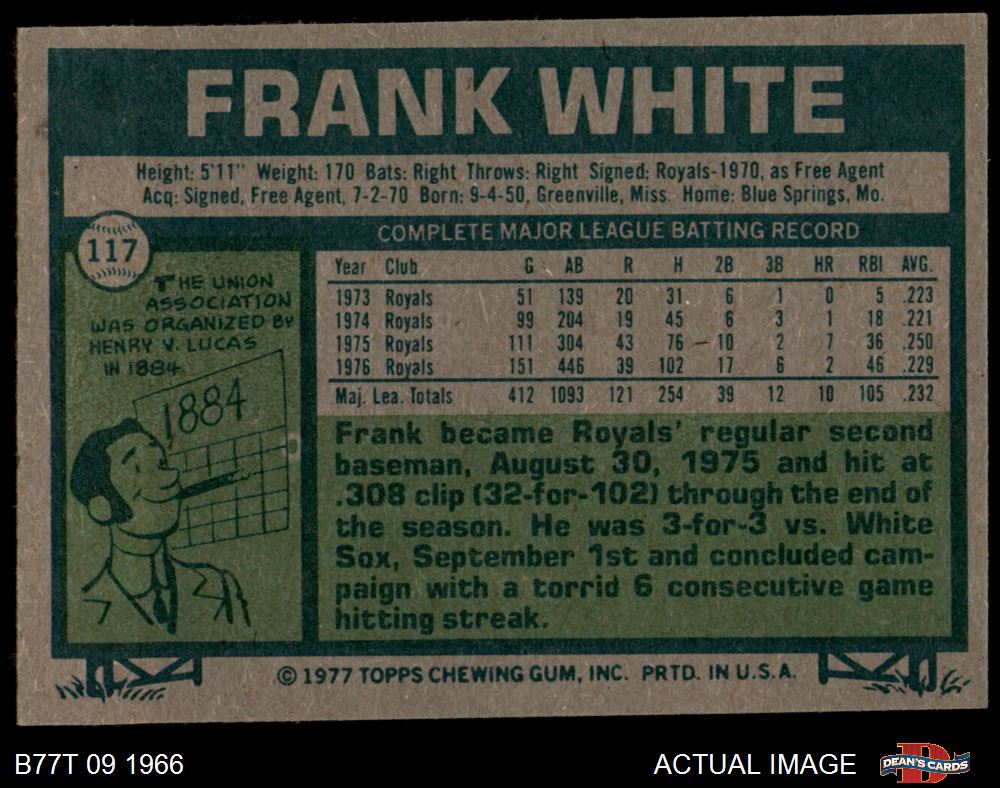 FRANK WHITE
Height: 5'11" Weight: 170 Bats: Right Throws: Right Signed: Royals-1970, as Free Agent
Acq: Signed, Free Agent, 7-2-70 Born: 9-4-50, Greenville, Miss. Home: Blue Springs, Mo.
117
THE UNION
ASSOCIATION
WAS ORGANIZED BY
HENRY V. LUCAS
IN 1884.
1884
COMPLETE MAJOR LEAGUE BATTING RECORD
Year Club G AB R H 2B 3B HR RBI AVG.
1973 Royals 51 139 20 31 6 1 0 5 .223
1974 Royals 99 204 19 45 6 3 1 18 .221
1975 Royals 111 304 43 76 10 2 7 36 .250
1976 Royals 151 446 39 102 17 6 2 46 .229
Maj. Lea. Totals 412 1093 121 254 39 12 10 105 .232
Frank became Royals' regular second
baseman, August 30, 1975 and hit at
.308 clip (32-for-102) through the end of
the season. He was 3-for-3 vs. White
Sox, September 1st and concluded cam-
paign with a torrid 6 consecutive game
hitting streak.
© 1977 TOPPS CHEWING GUM, INC. PRTD. IN U.S.A.
B77T 09 1966
ACTUAL IMAGE
D
DEAN'S CARDS